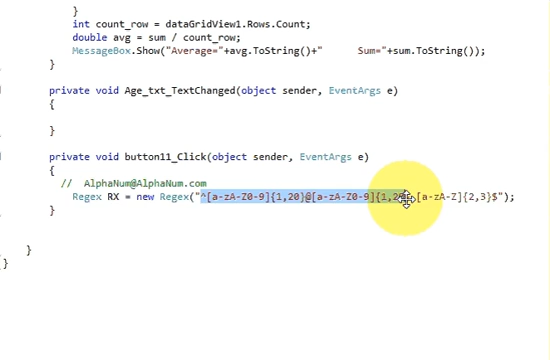 }
int count_row = dataGridView1.Rows.Count;
double avg = sum / count_row;
MessageBox.Show("Average="+avg.ToString()+" Sum="+sum.ToString());
}
private void Age_txt_TextChanged(object sender, EventArgs e)
{
}
private void button11_Click(object sender, EventArgs e)
{
// AlphaNum@AlphaNum.com
Regex RX = new Regex("^[a-zA-Z0-9]{1,20}@[a-zA-Z0-9]{1,20 [a-zA-Z]{2,3}$");
}
}
}